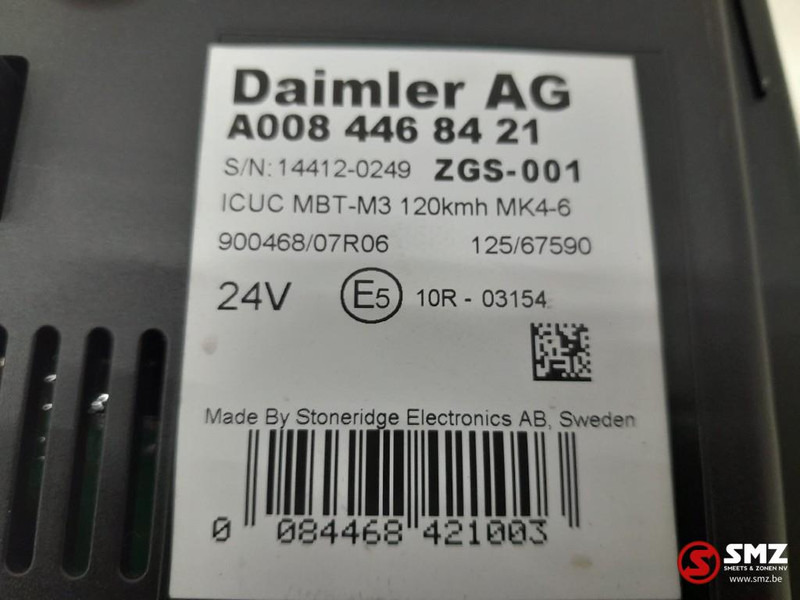 Daimler AG
A008 446 84 21
S/N: 14412-0249 ZGS-001
ICUC MBT-M3 120kmh MK4-6
900468/07R06 125/67590
24V E5 10R - 03154
Made By Stoneridge Electronics AB, Sweden
0 084468 421003
SMZ
SMEETS & ZONEN NV
www.smz.be